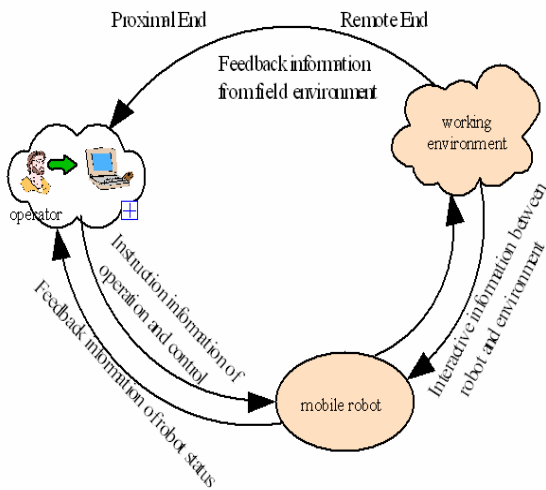 Proximal End
Remote End
Feedback information
from field environment
working
environment
operator
Instruction information of
operation and control
Feedback information of robot status
Interactive information between
robot and environment
mobile robot